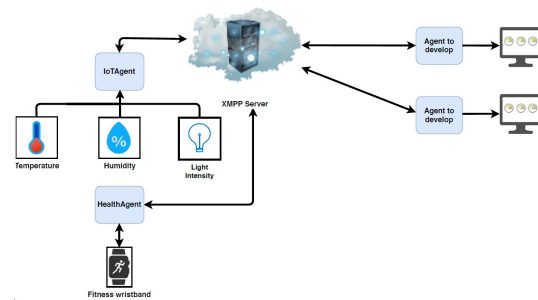 Agent to
develop
IoTAgent
XMPP Server
Agent to
develop
%
Temperature
Humidity
Light
Intensity
HealthAgent
Fitness wristband